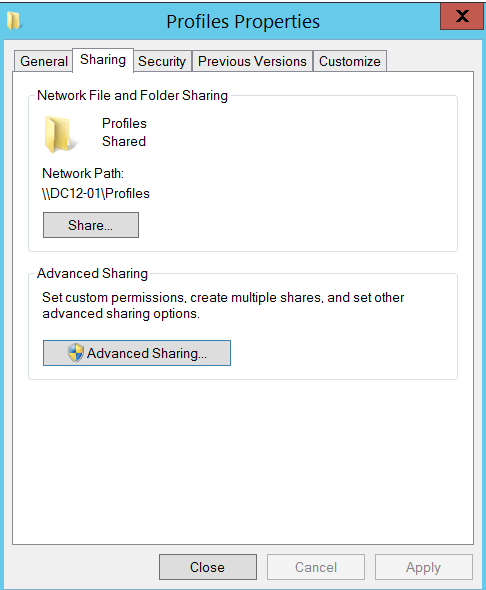 Profiles Properties
X
General Sharing Security Previous Versions Customize
Network File and Folder Sharing
Profiles
Shared
Network Path:
\\DC12-01\Profiles
Share...
Advanced Sharing
Set custom permissions, create multiple shares, and set other
advanced sharing options.
Advanced Sharing...
Close Cancel Apply